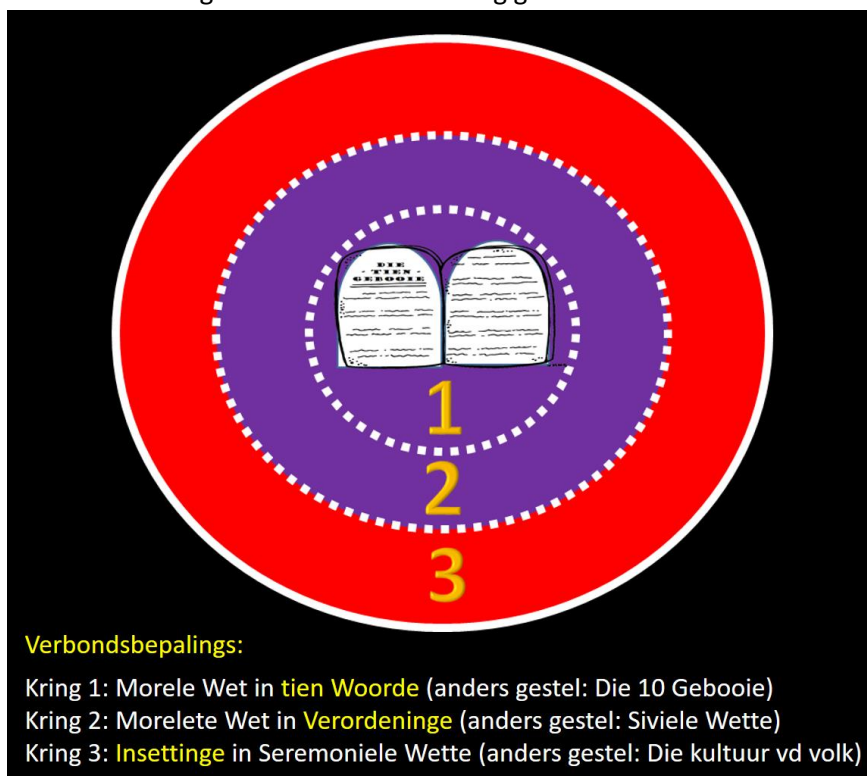 DIE
- TIEN -
GEBOOIE
1
2
3
Verbondsbepalings:
Kring 1: Morele Wet in tien Woorde (anders gestel: Die 10 Gebooie)
Kring 2: Morelete Wet in Verordeninge (anders gestel: Siviele Wette)
Kring 3: Insettinge in Seremoniele Wette (anders gestel: Die kultuur vd volk)